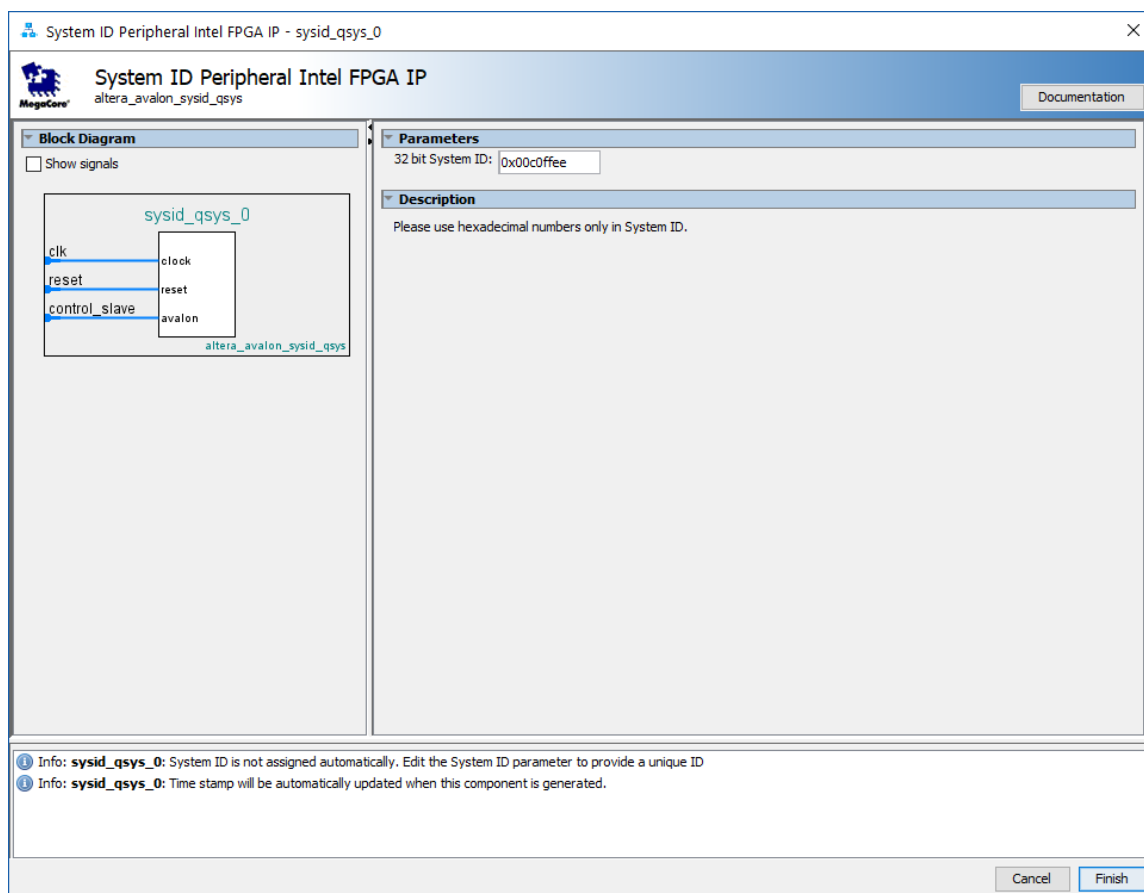 System ID Peripheral Intel FPGA IP - sysid_qsys_0
System ID Peripheral Intel FPGA IP
altera_avalon_sysid_qsys
MegaCore®
Documentation
Block Diagram
Show signals
sysid_qsys_0
clk
clock
reset
reset
control_slave
avalon
altera_avalon_sysid_qsys
Parameters
32 bit System ID: 0x00c0ffee
Description
Please use hexadecimal numbers only in System ID.
Info: sysid_qsys_0: System ID is not assigned automatically. Edit the System ID parameter to provide a unique ID
Info: sysid_qsys_0: Time stamp will be automatically updated when this component is generated.
Cancel
Finish